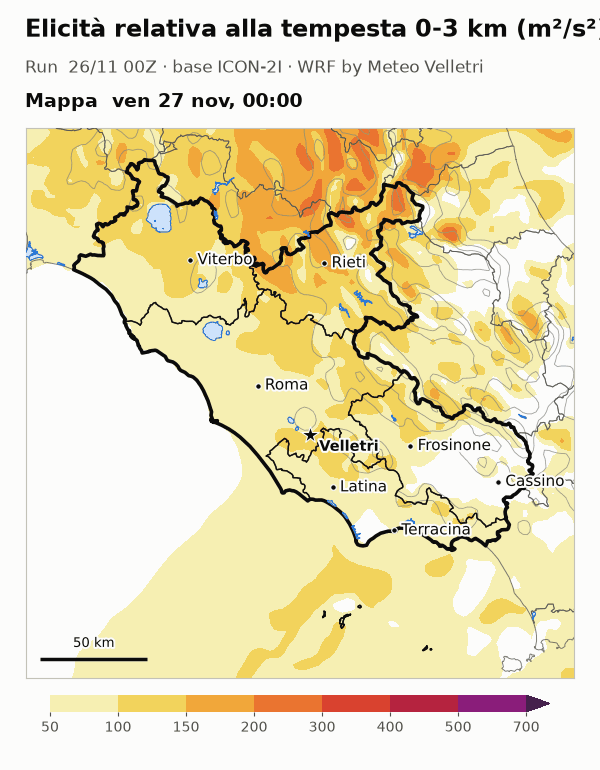 Elicità relativa alla tempesta 0-3 km (m²/s²)
Run 26/11 00Z · base ICON-2I · WRF by Meteo Velletri
Mappa ven 27 nov, 00:00
Viterbo
Rieti
Roma
Velletri
Frosinone
Latina
Cassino
Terracina
50 km
50 100 150 200 300 400 500 700